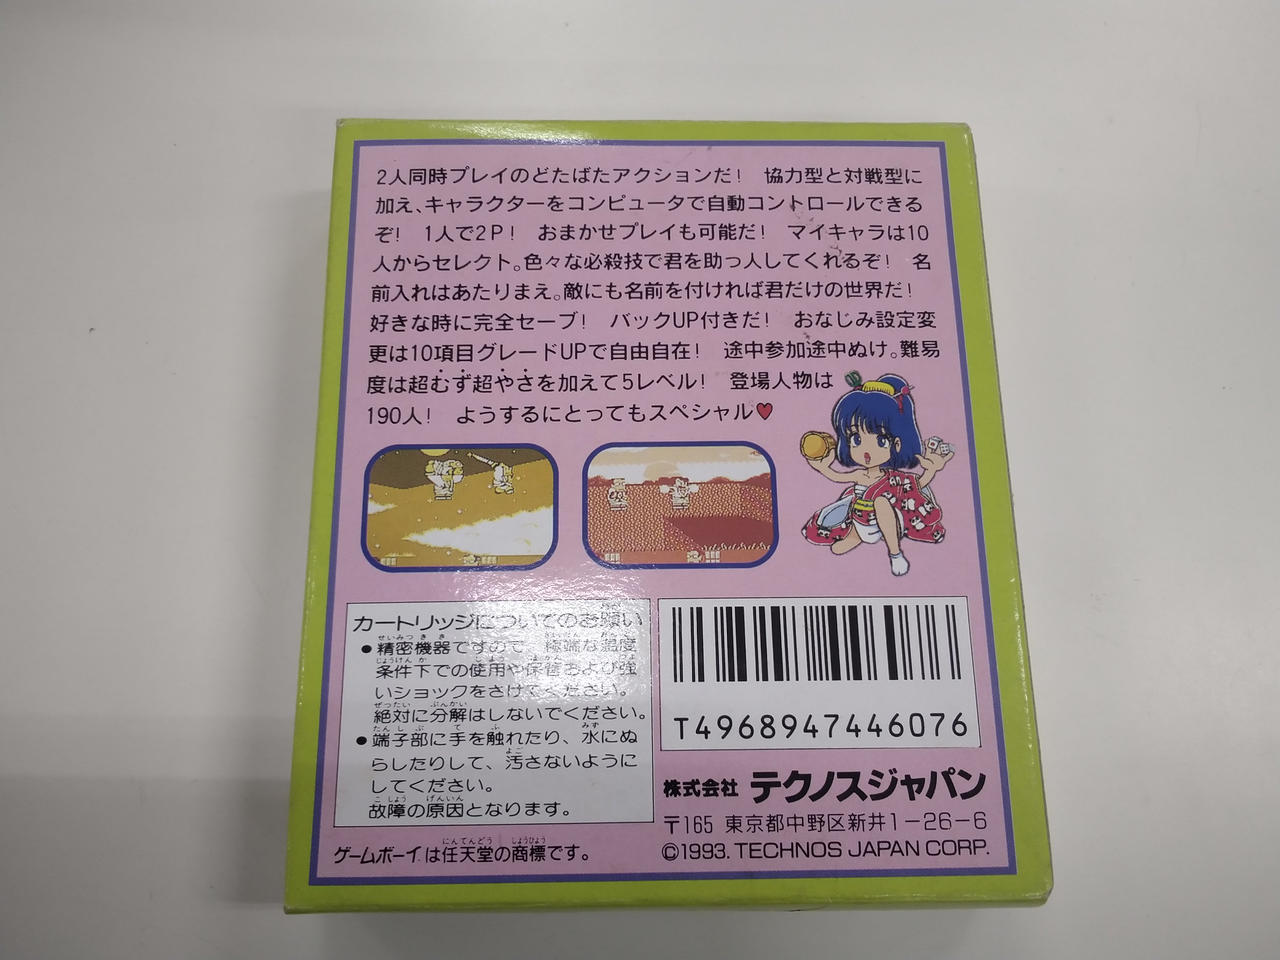 2人同時プレイのどたばたアクションだ！ 協力型と対戦型に
加え、キャラクターをコンピュータで自動コントロールできる
ぞ！ 1人で2P！ おまかせプレイも可能だ！ マイキャラは10
人からセレクト。色々な必殺技で君を助っ人してくれるぞ！ 名
前入れはあたりまえ。敵にも名前を付ければ君だけの世界だ！
好きな時に完全セーブ！ バックUP付きだ！ おなじみ設定変
更は10項目グレードUPで自由自在！ 途中参加途中ぬけ。難易
度は超むず超やさを加えて5レベル！ 登場人物は
190人！ ようするにとってもスペシャル♥
カートリッジについてのお願い
●精密機器ですので、極端な温度
条件下での使用や保管および強
いショックをさけてください。
絶対に分解はしないでください。
●端子部に手を触れたり、水にぬ
らしたりして、汚さないように
してください。
故障の原因となります。
ゲームボーイは任天堂の商標です。
T4968947446076
株式会社 テクノスジャパン
〒165 東京都中野区新井1-26-6
©1993. TECHNOS JAPAN CORP.